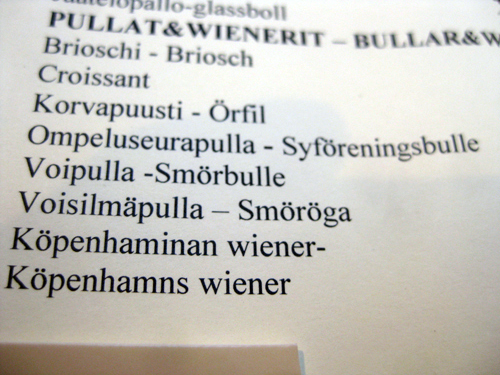 PULLAT&WIENERIT – BULLAR&W
Brioschi - Briosch
Croissant
Korvapuusti - Örfil
Ompeluseurapulla - Syföreningsbulle
Voipulla -Smörbulle
Voisilmäpulla – Smöröga
Köpenhaminan wiener-
Köpenhamns wiener